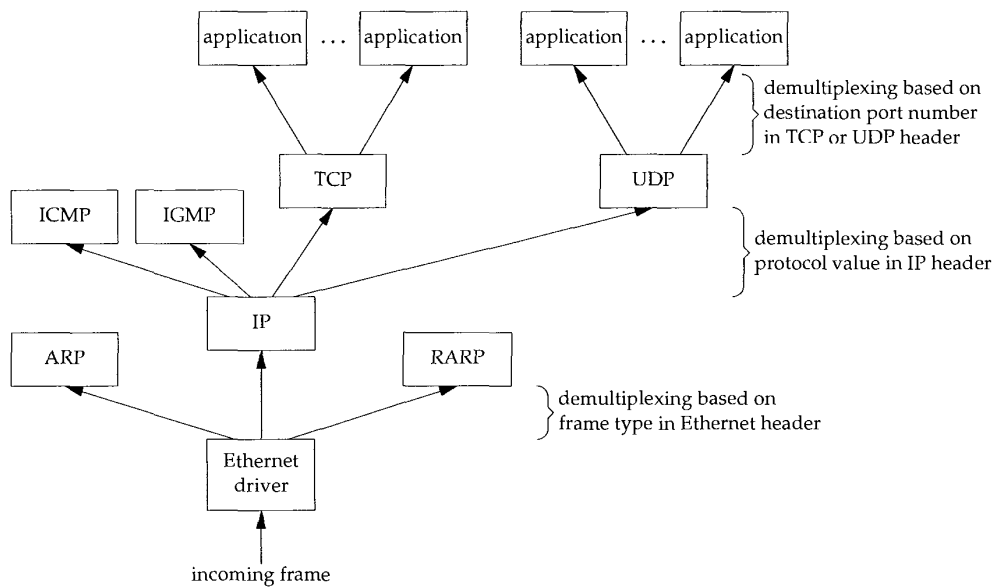 application ... application
application ... application
demultiplexing based on
destination port number
in TCP or UDP header
TCP
UDP
ICMP
IGMP
demultiplexing based on
protocol value in IP header
IP
ARP
RARP
demultiplexing based on
frame type in Ethernet header
Ethernet
driver
incoming frame